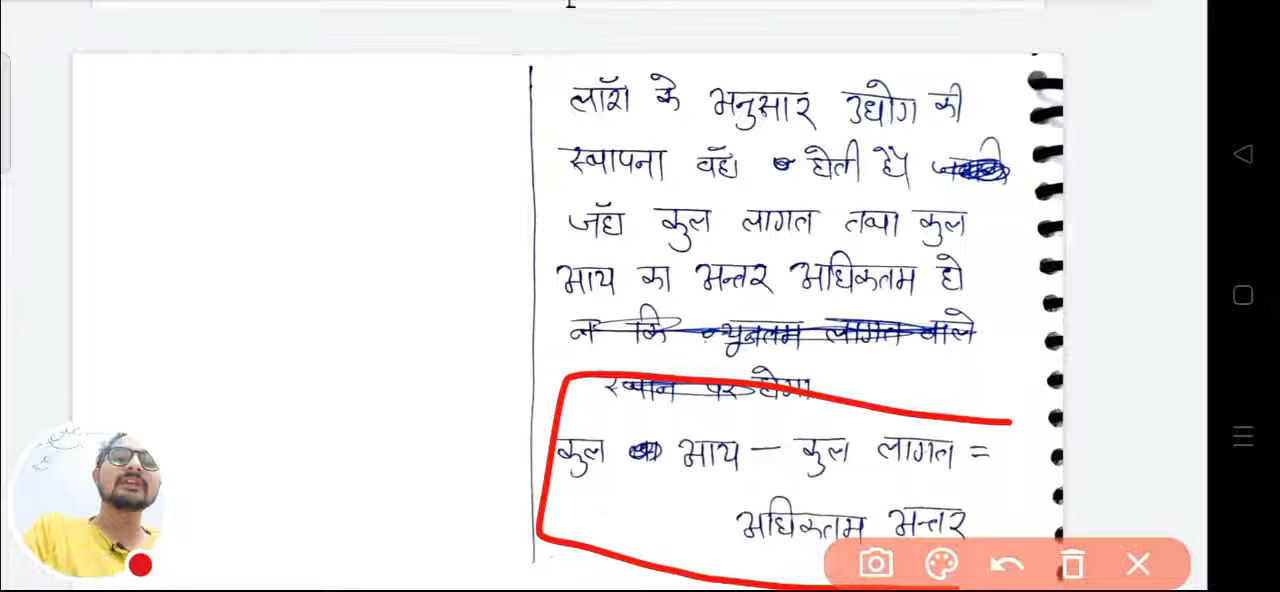 लॉश के अनुसार उद्योग की
स्थापना वहाँ होती है
जहाँ कुल लागत तथा कुल
आय का अन्तर अधिकतम हो
न कि न्यूनतम लागत वाले
स्थान पर होगा
कुल आय - कुल लागत =
अधिकतम अन्तर